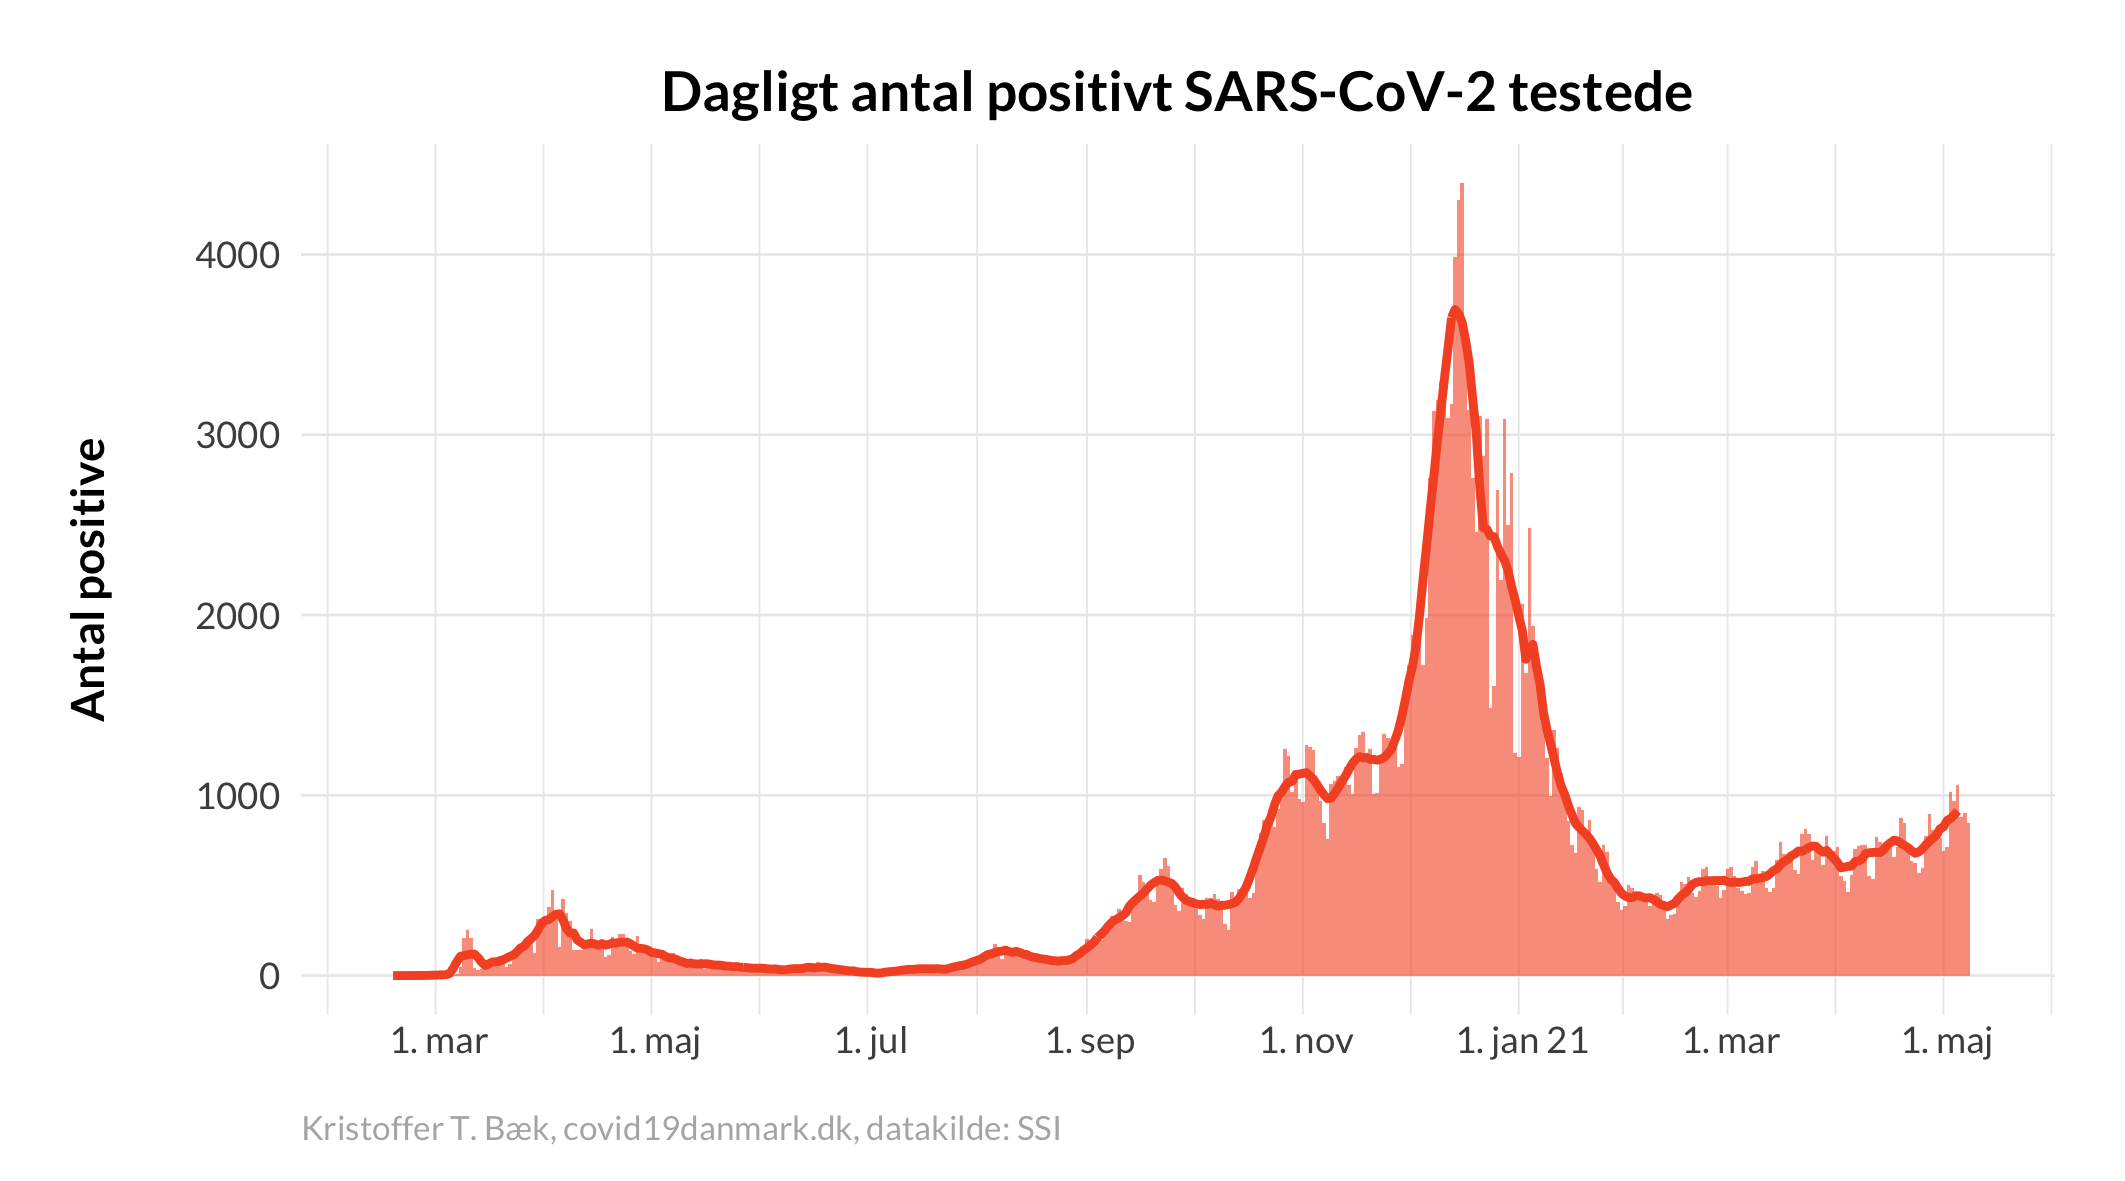 Dagligt antal positivt SARS-CoV-2 testede
Antal positive
4000
3000
2000
1000
0
1. mar 1. maj 1. jul 1. sep 1. nov 1. jan 21 1. mar 1. maj
Kristoffer T. Bæk, covid19danmark.dk, datakilde: SSI